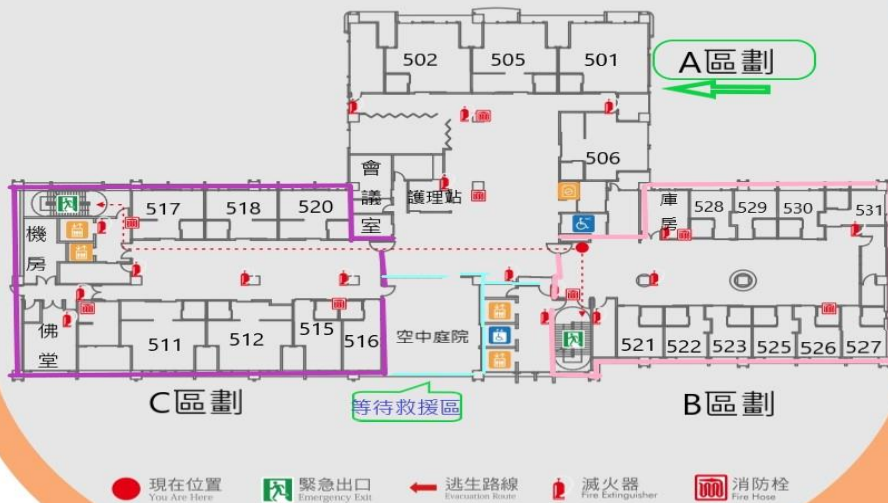 502
505
501
A區劃
506
會議室
護理站
517
518
520
庫房
528
529
530
531
機房
佛堂
511
512
515
516
空中庭院
521
522
523
525
526
527
C區劃
等待救援區
B區劃
現在位置
You Are Here
緊急出口
Emergency Exit
逃生路線
Evacuation Route
滅火器
Fire Extinguisher
消防栓
Fire Hose